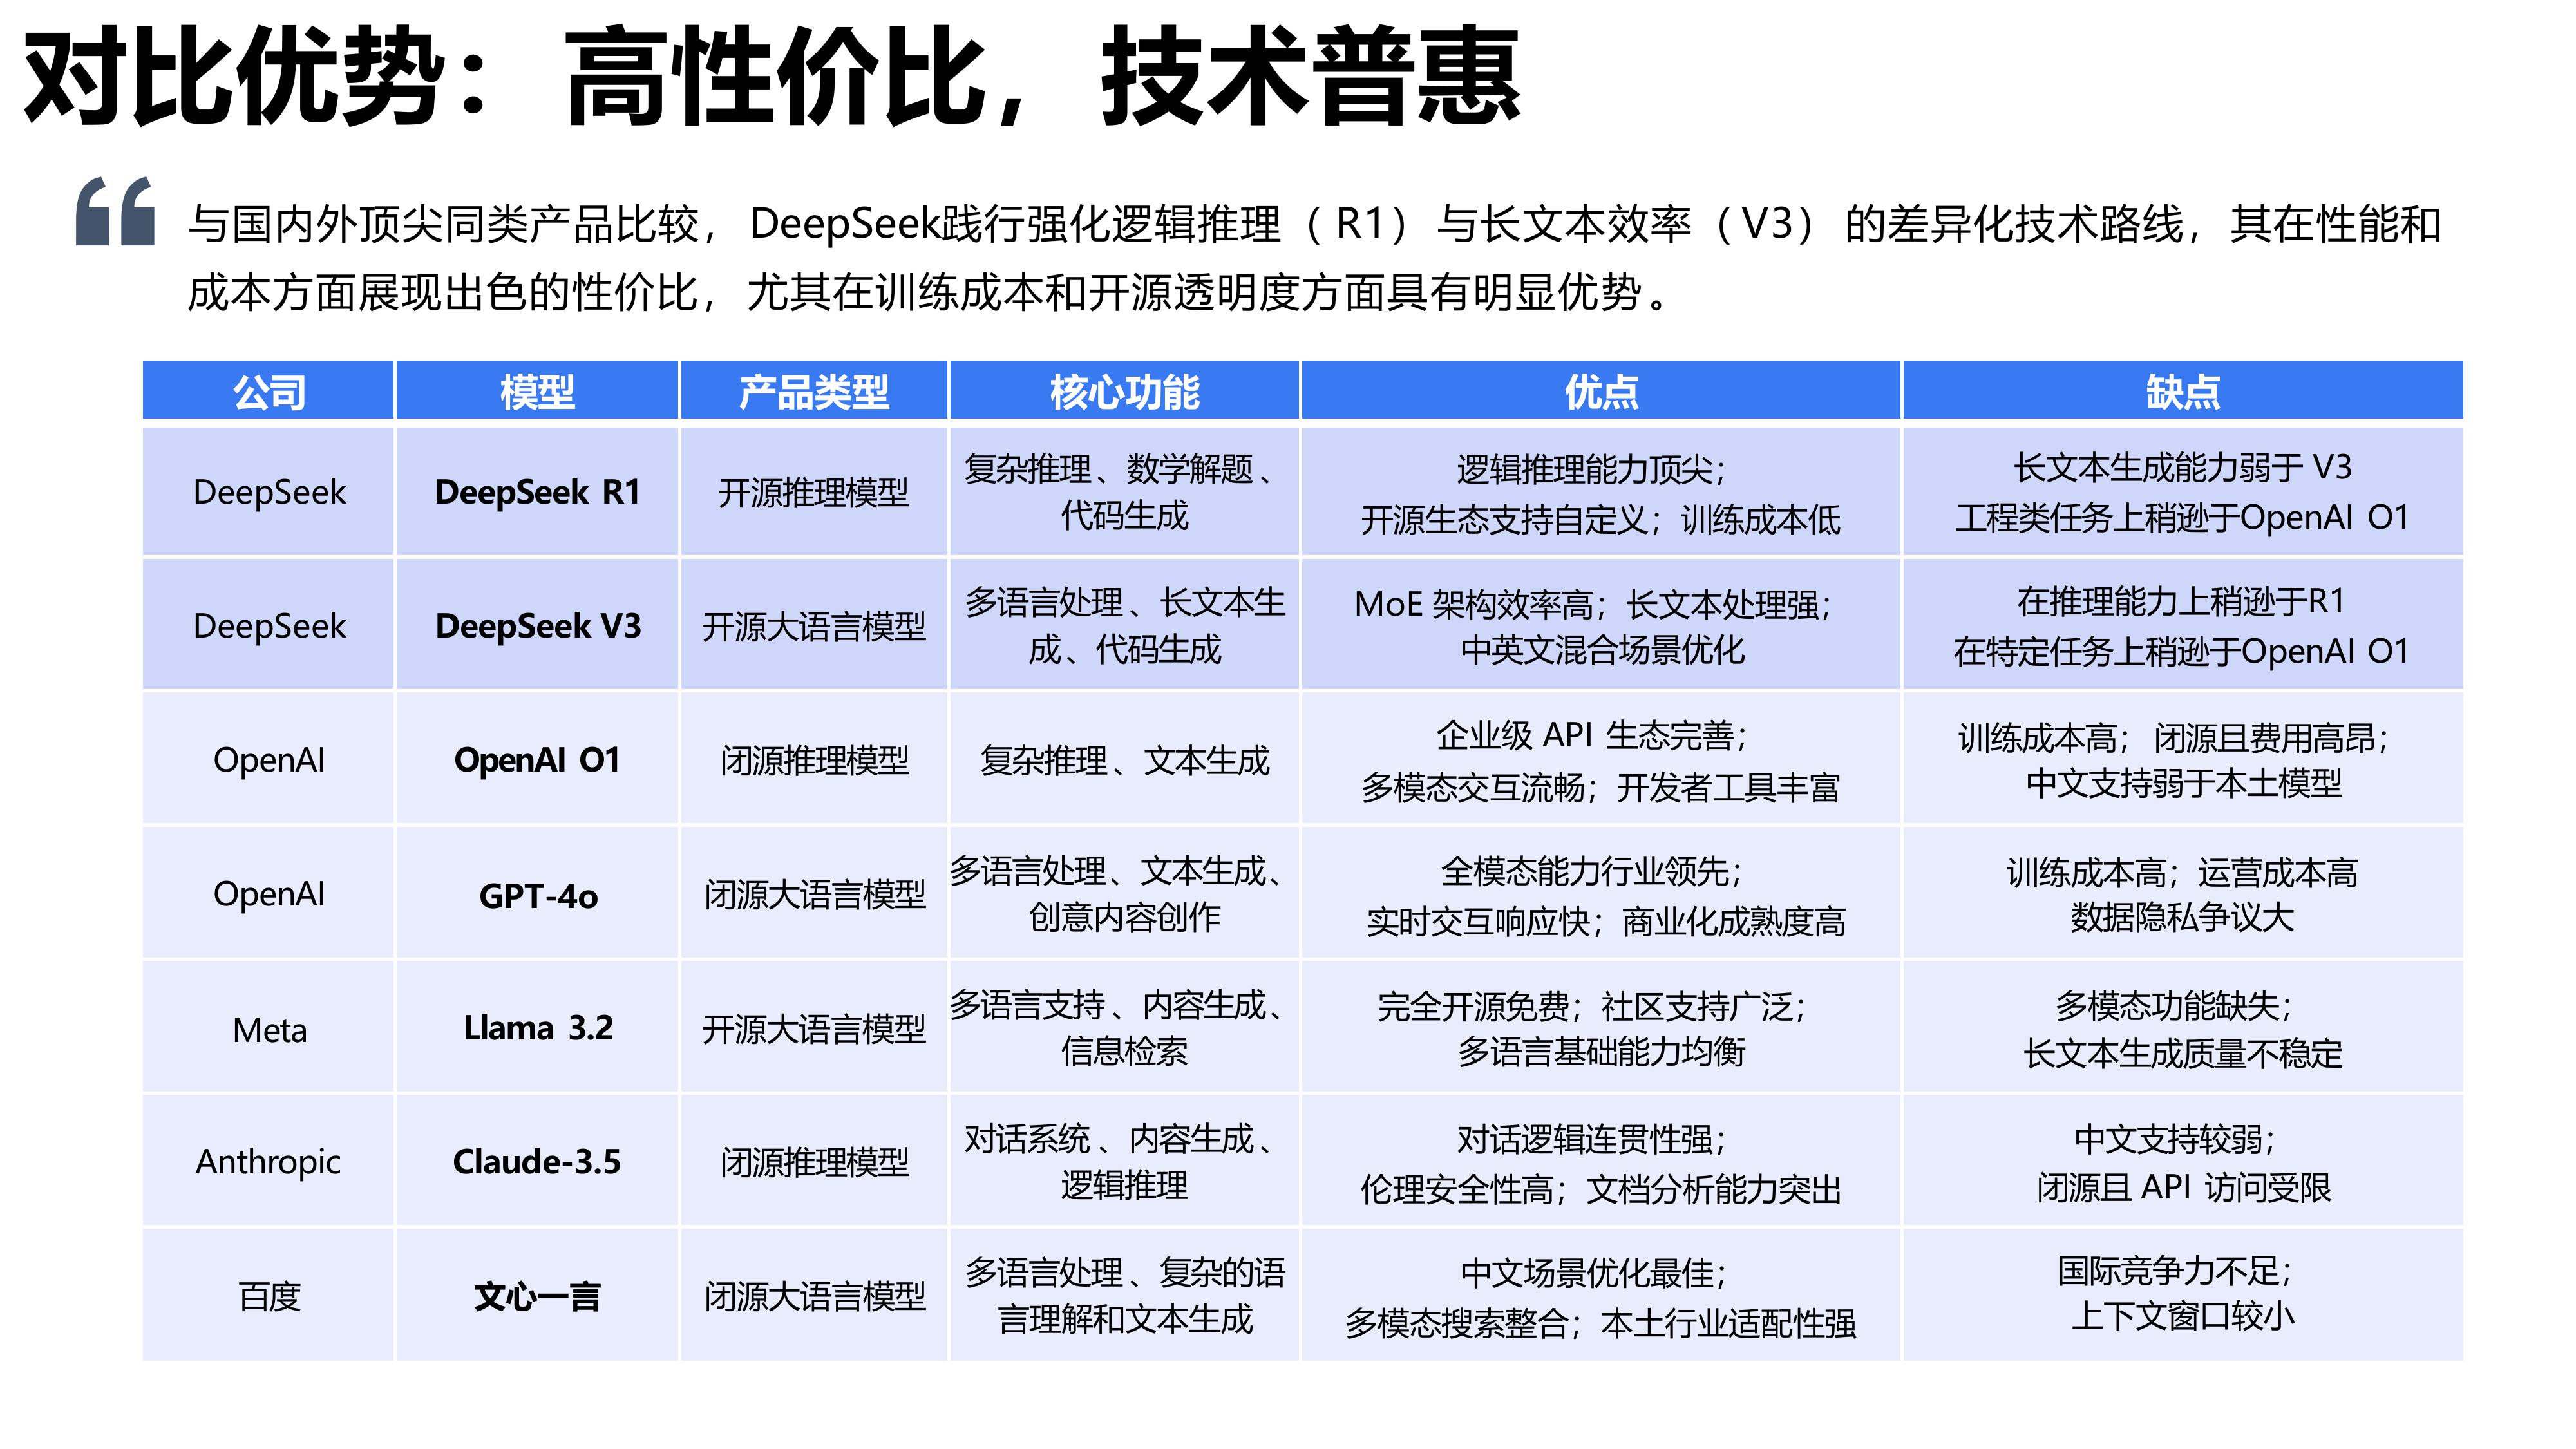 对比优势：高性价比，技术普惠
与国内外顶尖同类产品比较，DeepSeek践行强化逻辑推理（R1）与长文本效率（V3）的差异化技术路线，其在性能和
成本方面展现出色的性价比，尤其在训练成本和开源透明度方面具有明显优势。
公司 模型 产品类型 核心功能 优点 缺点
DeepSeek
DeepSeek R1
开源推理模型
复杂推理、数学解题、
代码生成
逻辑推理能力顶尖；
开源生态支持自定义；训练成本低
长文本生成能力弱于 V3
工程类任务上稍逊于OpenAI O1
DeepSeek
DeepSeek V3
开源大语言模型
多语言处理、长文本生
成、代码生成
MoE 架构效率高；长文本处理强；
中英文混合场景优化
在推理能力上稍逊于R1
在特定任务上稍逊于OpenAI O1
OpenAI
OpenAI O1
闭源推理模型
复杂推理、文本生成
企业级 API 生态完善；
多模态交互流畅；开发者工具丰富
训练成本高；闭源且费用高昂；
中文支持弱于本土模型
OpenAI
GPT-4o
闭源大语言模型
多语言处理、文本生成、
创意内容创作
全模态能力行业领先；
实时交互响应快；商业化成熟度高
训练成本高；运营成本高
数据隐私争议大
Meta
Llama 3.2
开源大语言模型
多语言支持、内容生成、
信息检索
完全开源免费；社区支持广泛；
多语言基础能力均衡
多模态功能缺失；
长文本生成质量不稳定
Anthropic
Claude-3.5
闭源推理模型
对话系统、内容生成、
逻辑推理
对话逻辑连贯性强；
伦理安全性高；文档分析能力突出
中文支持较弱；
闭源且 API 访问受限
百度
文心一言
闭源大语言模型
多语言处理、复杂的语
言理解和文本生成
中文场景优化最佳；
多模态搜索整合；本土行业适配性强
国际竞争力不足；
上下文窗口较小